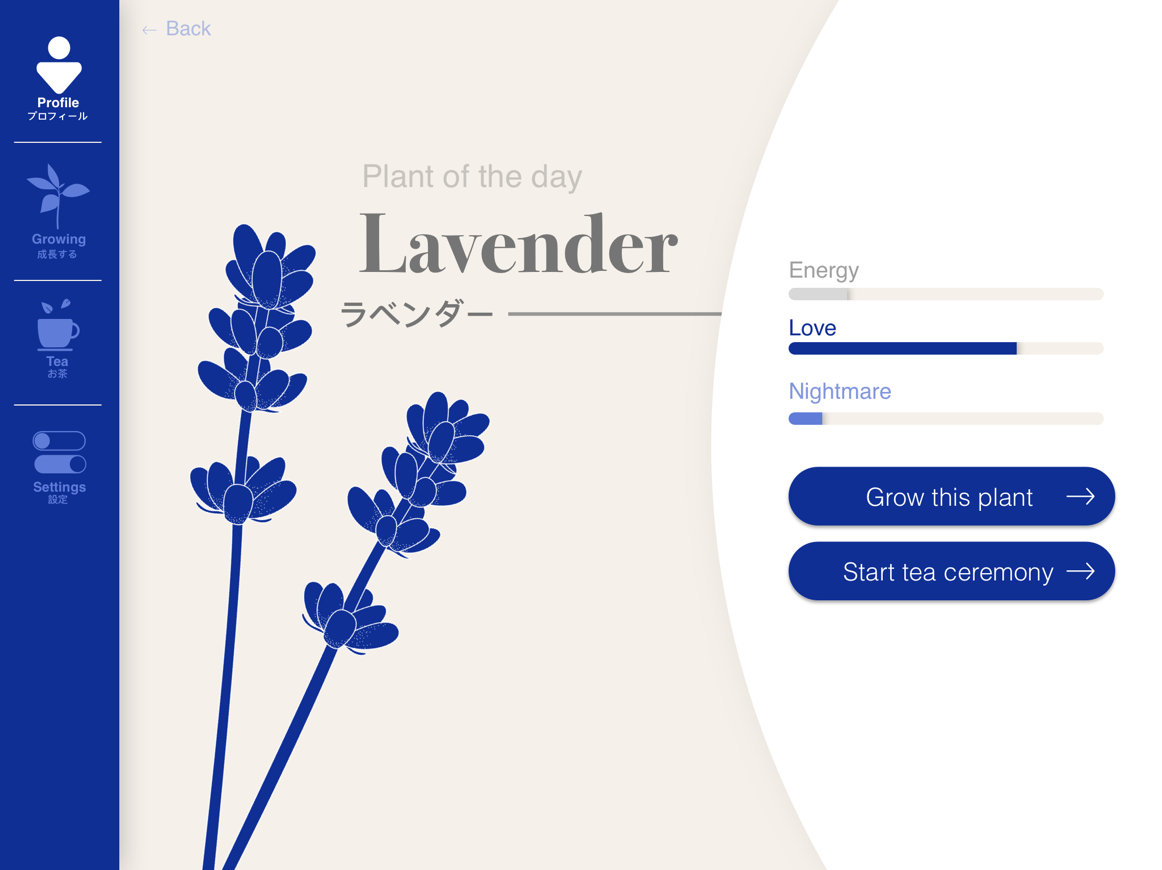 Profile
プロフィール
Growing
成長する
Tea
お茶
Settings
設定
← Back
Plant of the day
Lavender
ラベンダー
Energy
Love
Nightmare
Grow this plant →
Start tea ceremony →